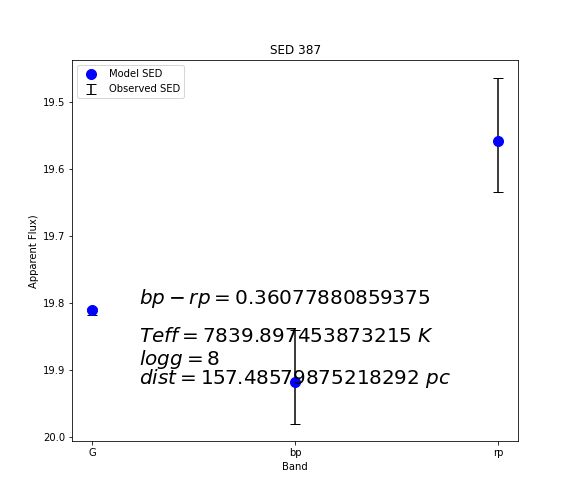 SED 387
Model SED
Observed SED
Apparent Flux)
19.5
19.6
19.7
19.8
19.9
20.0
bp − rp = 0.36077880859375
Teff = 7839.897453873215 K
logg = 8
dist = 157.48579875218292 pc
G bp rp
Band